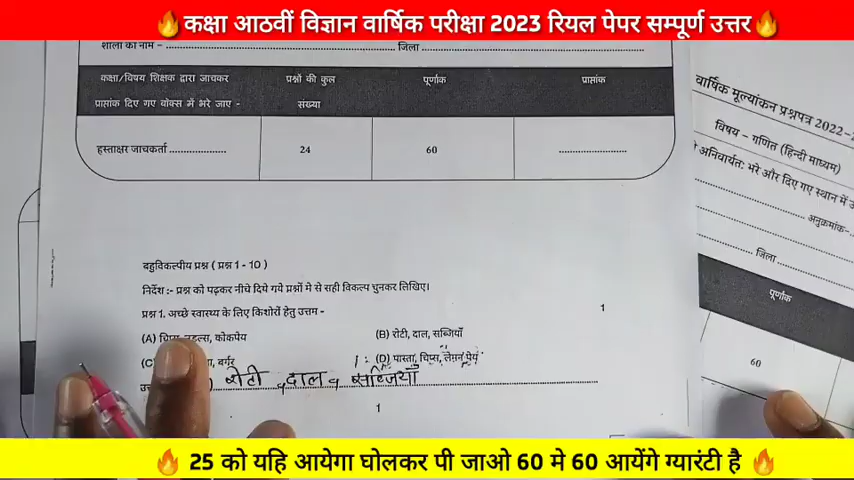 🔥कक्षा आठवीं विज्ञान वार्षिक परीक्षा 2023 रियल पेपर सम्पूर्ण उत्तर🔥
शाला का नाम - ........ जिला ........
कक्षा/विषय शिक्षक द्वारा जाचकर
प्राप्तांक दिए गए बोक्स में भरे जाए -
प्रश्नों की कुल
संख्या
पूर्णांक
प्राप्तांक
हस्ताक्षर जाचकर्ता ........
24
60
........
बहुविकल्पीय प्रश्न ( प्रश्न 1 - 10 )
निर्देश :- प्रश्न को पढ़कर नीचे दिये गये प्रश्नों मे से सही विकल्प चुनकर लिखिए।
प्रश्न 1. अच्छे स्वास्थ्य के लिए किशोरों हेतु उत्तम -
1
(A) चिप्स, कोकपेय
(B) रोटी, दाल, सब्जियाँ
(C) बर्गर
(D) पास्ता, चिप्स, लेमन पेय
रोटी , दाल , सब्जियाँ
1
वार्षिक मूल्यांकन प्रश्नपत्र 2022-
विषय – गणित (हिन्दी माध्यम)
अनिवार्यत: भरे और दिए गए स्थान में
अनुक्रमांक-
जिला
पूर्णांक
60
🔥 25 को यहि आयेगा घोलकर पी जाओ 60 मे 60 आयेंगे ग्यारंटी है 🔥